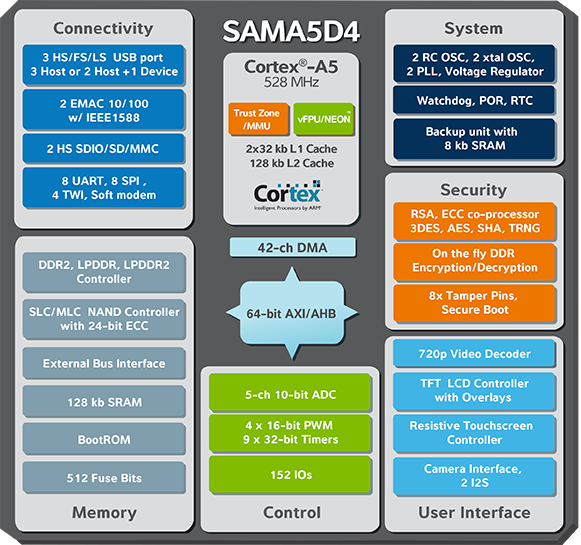 Connectivity
3 HS/FS/LS USB port
3 Host or 2 Host +1 Device
2 EMAC 10/100
w/ IEEE1588
2 HS SDIO/SD/MMC
8 UART, 8 SPI ,
4 TWI, Soft modem
SAMA5D4
Cortex®-A5
528 MHz
Trust Zone
/MMU
vFPU/NEON™
2x32 kb L1 Cache
128 kb L2 Cache
Cortex
Intelligent Processors by ARM®
System
2 RC OSC, 2 xtal OSC,
2 PLL, Voltage Regulator
Watchdog, POR, RTC
Backup unit with
8 kb SRAM
Security
RSA, ECC co-processor
3DES, AES, SHA, TRNG
On the fly DDR
Encryption/Decryption
8x Tamper Pins,
Secure Boot
42-ch DMA
64-bit AXI/AHB
DDR2, LPDDR, LPDDR2
Controller
SLC/MLC NAND Controller
with 24-bit ECC
External Bus Interface
128 kb SRAM
BootROM
512 Fuse Bits
Memory
5-ch 10-bit ADC
4 x 16-bit PWM
9 x 32-bit Timers
152 IOs
Control
720p Video Decoder
TFT LCD Controller
with Overlays
Resistive Touchscreen
Controller
Camera Interface,
2 I2S
User Interface